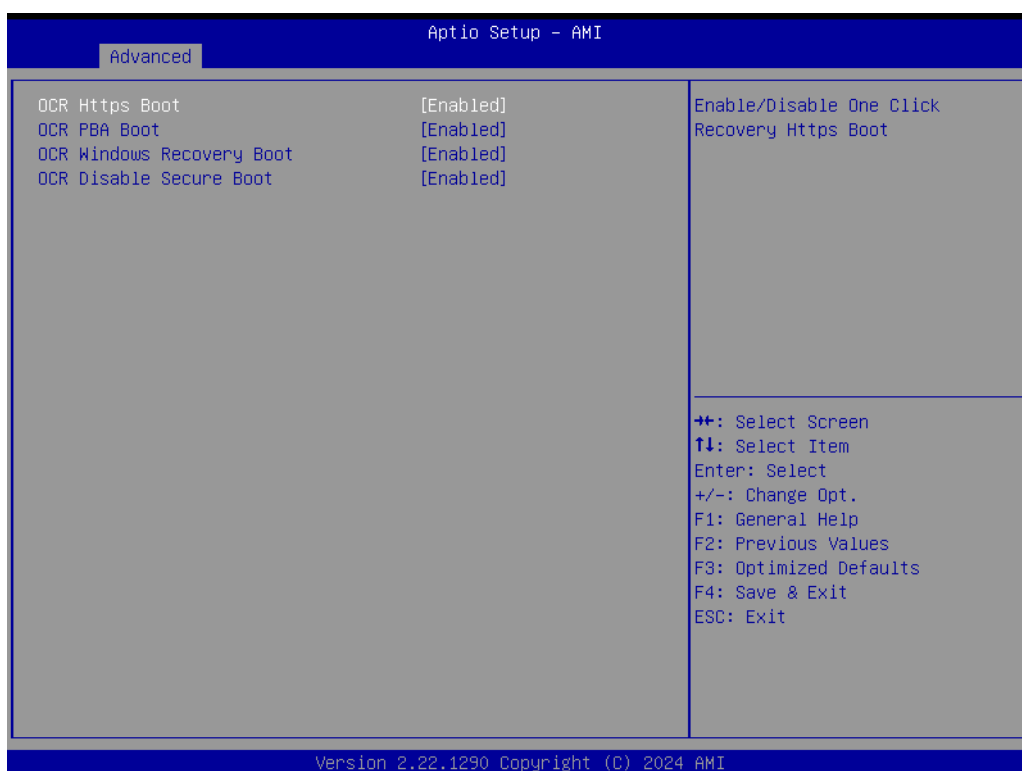 Aptio Setup - AMI
Advanced
OCR Https Boot [Enabled]
OCR PBA Boot [Enabled]
OCR Windows Recovery Boot [Enabled]
OCR Disable Secure Boot [Enabled]
Enable/Disable One Click
Recovery Https Boot
→←: Select Screen
↑↓: Select Item
Enter: Select
+/-: Change Opt.
F1: General Help
F2: Previous Values
F3: Optimized Defaults
F4: Save & Exit
ESC: Exit
Version 2.22.1290 Copyright (C) 2024 AMI